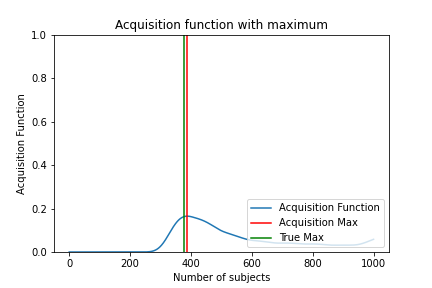 Acquisition function with maximum
1.0
0.8
0.6
0.4
0.2
0.0
Acquisition Function
Acquisition Function
Acquisition Max
True Max
0 200 400 600 800 1000
Number of subjects